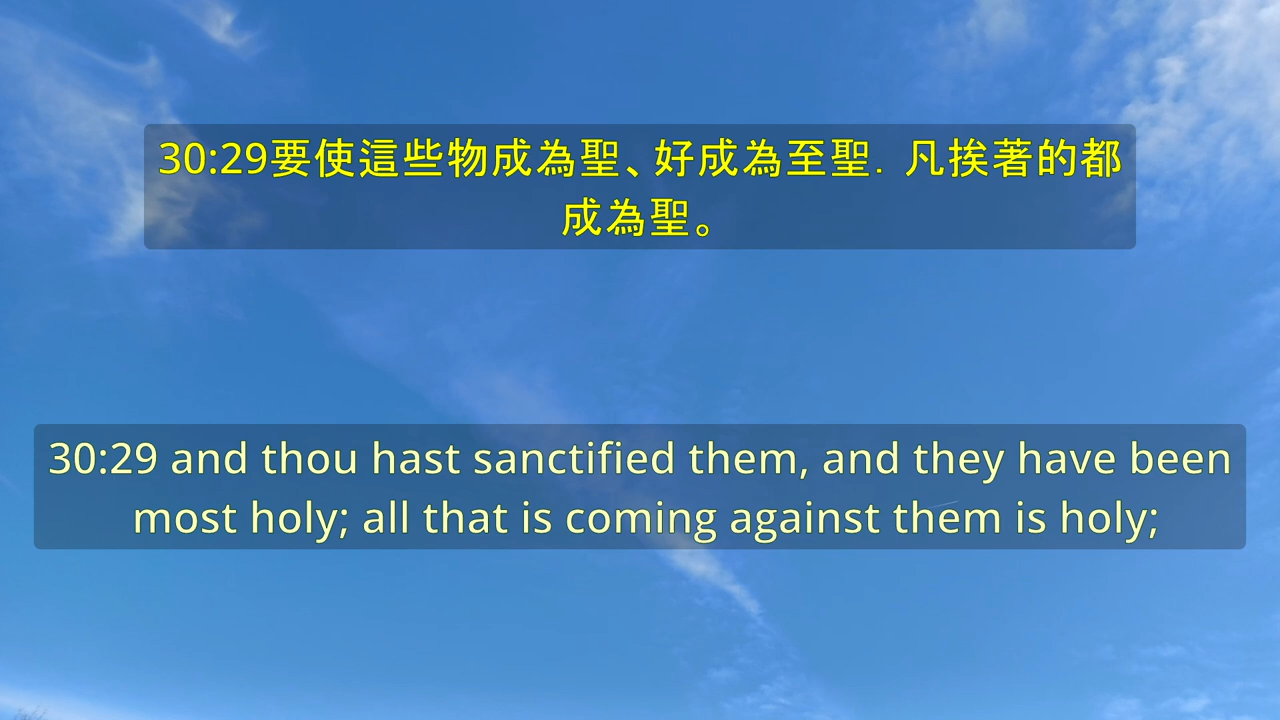 30:29要使這些物成為聖、好成為至聖．凡挨著的都
成為聖。
30:29 and thou hast sanctified them, and they have been
most holy; all that is coming against them is holy;